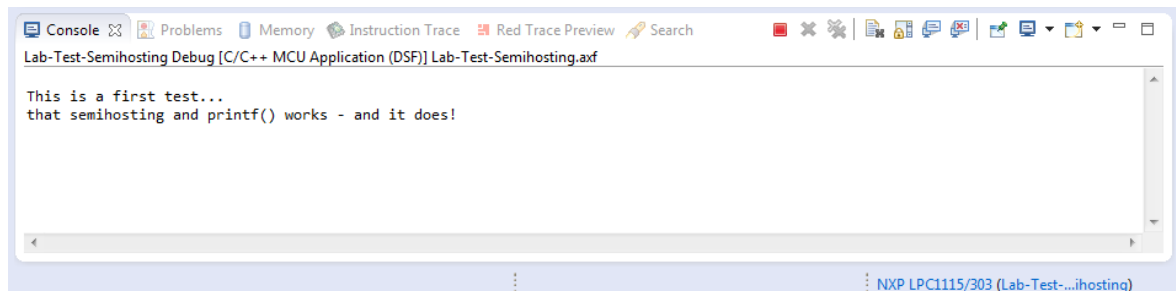 Console Problems Memory Instruction Trace Red Trace Preview Search
Lab-Test-Semihosting Debug [C/C++ MCU Application (DSF)] Lab-Test-Semihosting.axf
This is a first test...
that semihosting and printf() works - and it does!
NXP LPC1115/303 (Lab-Test-...ihosting)